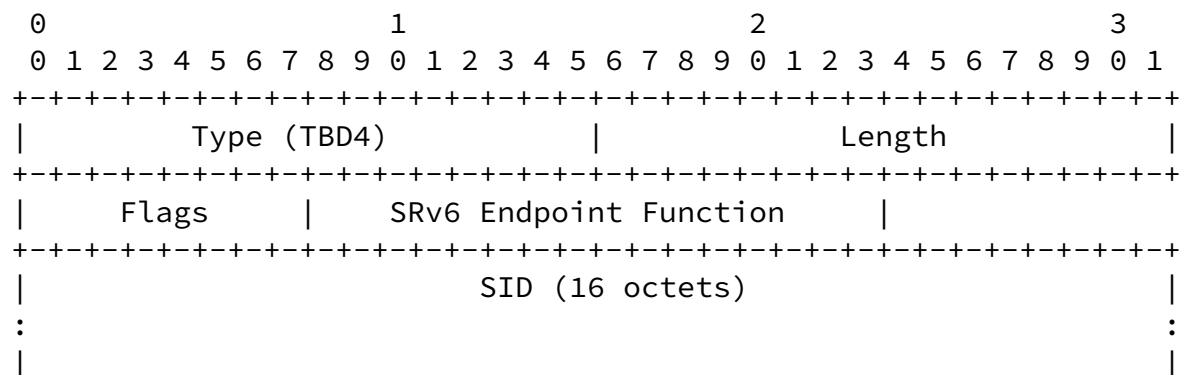 0                   1                   2                   3
 0 1 2 3 4 5 6 7 8 9 0 1 2 3 4 5 6 7 8 9 0 1 2 3 4 5 6 7 8 9 0 1
+-+-+-+-+-+-+-+-+-+-+-+-+-+-+-+-+-+-+-+-+-+-+-+-+-+-+-+-+-+-+-+-+
|         Type (TBD4)           |             Length            |
+-+-+-+-+-+-+-+-+-+-+-+-+-+-+-+-+-+-+-+-+-+-+-+-+-+-+-+-+-+-+-+-+
|     Flags     |    SRv6 Endpoint Function     |
+-+-+-+-+-+-+-+-+-+-+-+-+-+-+-+-+-+-+-+-+-+-+-+-+-+-+-+-+-+-+-+-+
|                         SID (16 octets)                       |
:                                                               :
|                                                               |